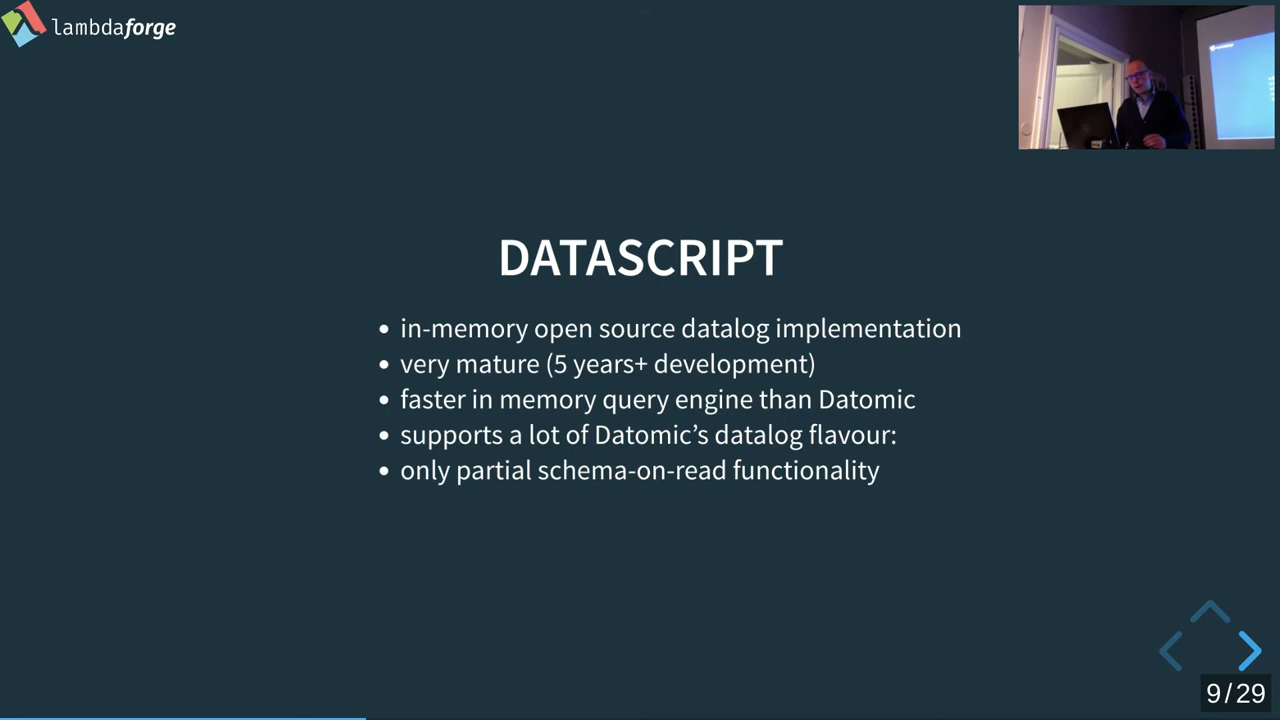 lambdaforge
DATASCRIPT
• in-memory open source datalog implementation
• very mature (5 years+ development)
• faster in memory query engine than Datomic
• supports a lot of Datomic’s datalog flavour:
• only partial schema-on-read functionality
9/29